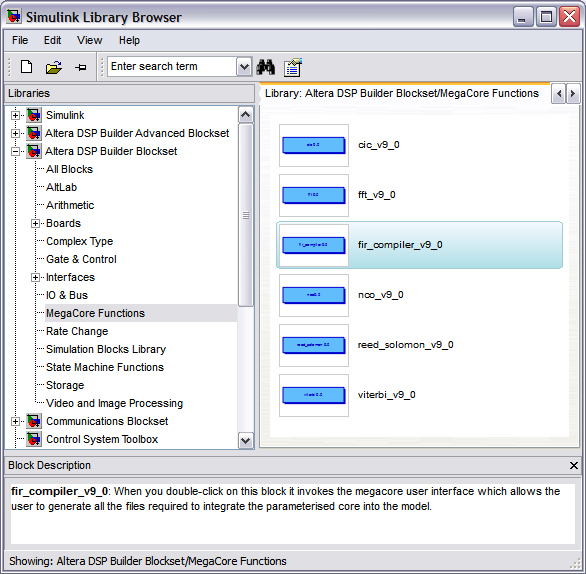 Simulink Library Browser
File Edit View Help
Enter search term
Libraries
Library: Altera DSP Builder Blockset/MegaCore Functions
Simulink
Altera DSP Builder Advanced Blockset
Altera DSP Builder Blockset
All Blocks
AltLab
Arithmetic
Boards
Complex Type
Gate & Control
Interfaces
IO & Bus
MegaCore Functions
Rate Change
Simulation Blocks Library
State Machine Functions
Storage
Video and Image Processing
Communications Blockset
Control System Toolbox
cic_v9_0
fft_v9_0
fir_compiler_v9_0
nco_v9_0
reed_solomon_v9_0
viterbi_v9_0
Block Description
fir_compiler_v9_0: When you double-click on this block it invokes the megacore user interface which allows the
user to generate all the files required to integrate the parameterised core into the model.
Showing: Altera DSP Builder Blockset/MegaCore Functions